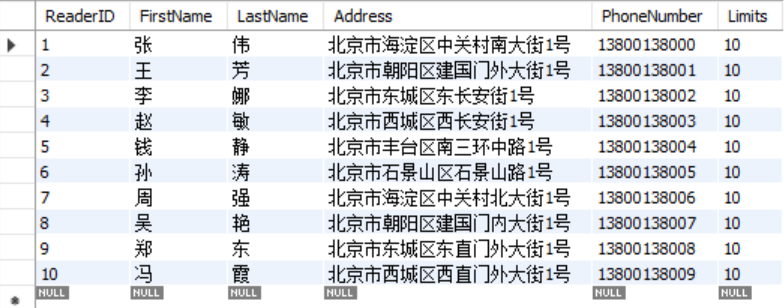 ReaderID FirstName LastName Address PhoneNumber Limits
1 张 伟 北京市海淀区中关村南大街1号 13800138000 10
2 王 芳 北京市朝阳区建国门外大街1号 13800138001 10
3 李 娜 北京市东城区东长安街1号 13800138002 10
4 赵 敏 北京市西城区西长安街1号 13800138003 10
5 钱 静 北京市丰台区南三环中路1号 13800138004 10
6 孙 涛 北京市石景山区石景山路1号 13800138005 10
7 周 强 北京市海淀区中关村北大街1号 13800138006 10
8 吴 艳 北京市朝阳区建国门内大街1号 13800138007 10
9 郑 东 北京市东城区东直门外大街1号 13800138008 10
10 冯 霞 北京市西城区西直门外大街1号 13800138009 10
NULL NULL NULL NULL NULL NULL